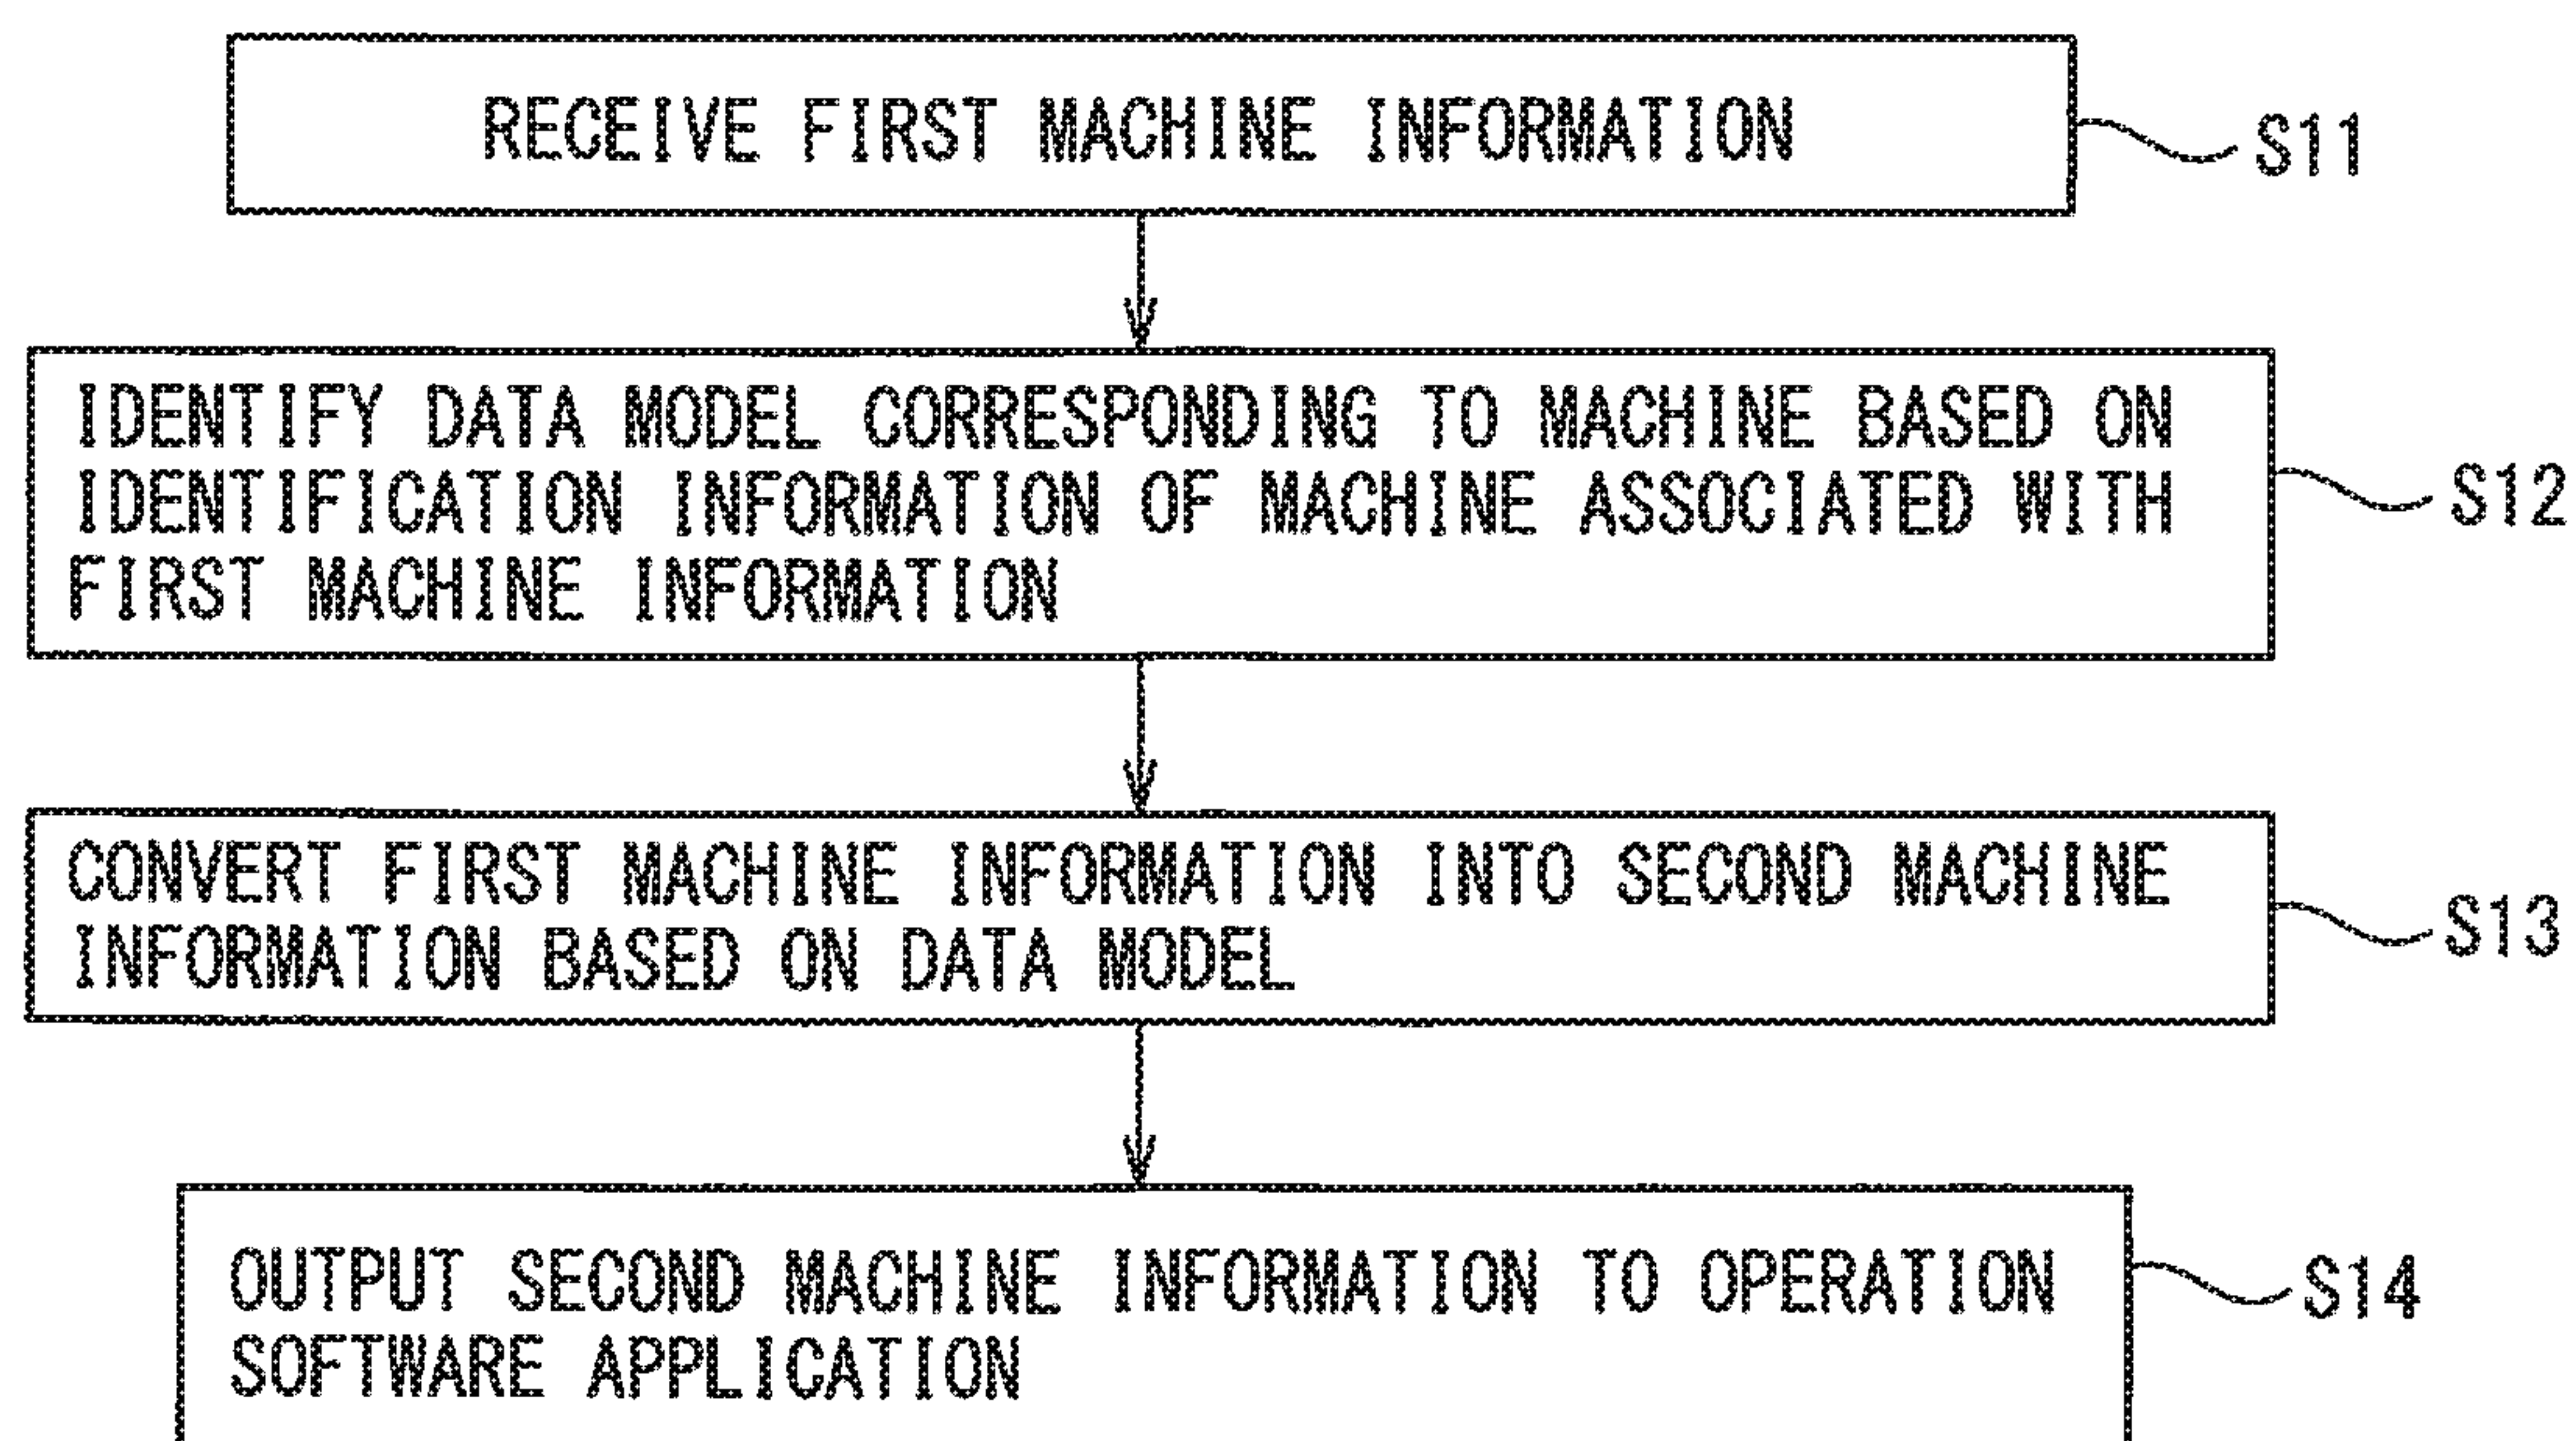 RECEIVE FIRST MACHINE INFORMATION
S11
IDENTIFY DATA MODEL CORRESPONDING TO MACHINE BASED ON
IDENTIFICATION INFORMATION OF MACHINE ASSOCIATED WITH
FIRST MACHINE INFORMATION
S12
CONVERT FIRST MACHINE INFORMATION INTO SECOND MACHINE
INFORMATION BASED ON DATA MODEL
S13
OUTPUT SECOND MACHINE INFORMATION TO OPERATION
SOFTWARE APPLICATION
S14